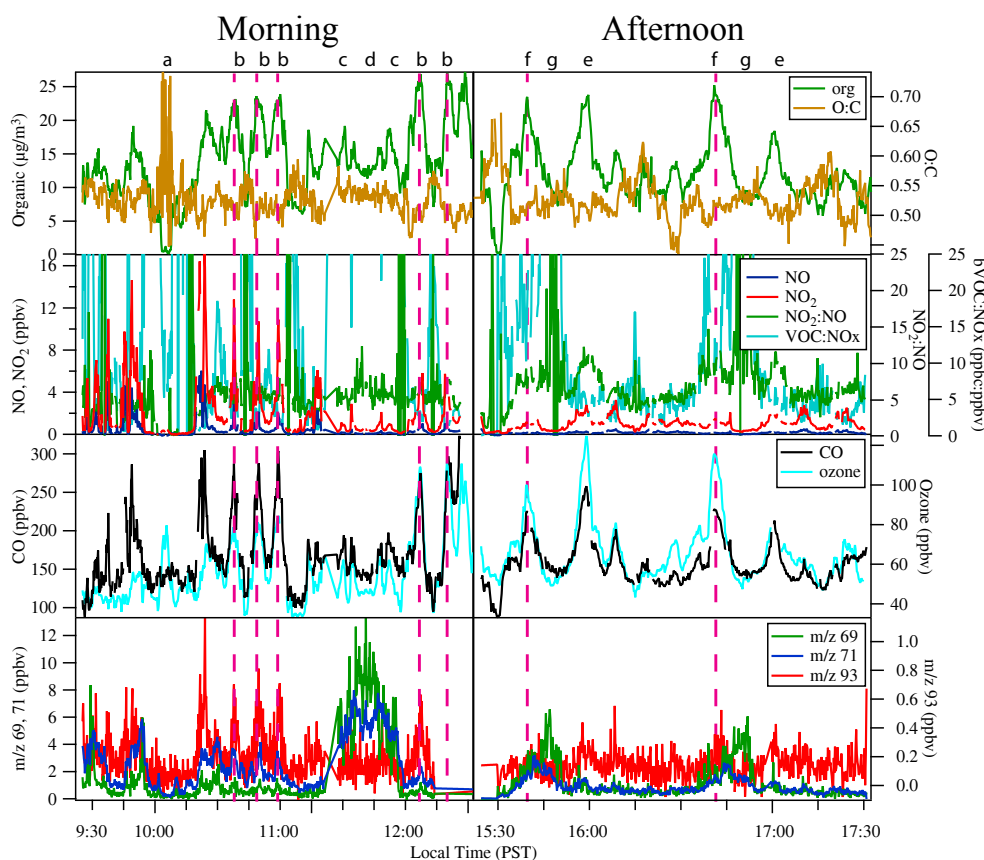 Morning Afternoon
a b b b c d c b b f g e f g e
25 20 15 10 5 0
Organic (µg/m³)
org
O:C
0.70 0.65 0.60 0.55 0.50
O:C
16 12 8 4 0
NO, NO₂ (ppbv)
NO
NO₂
NO₂:NO
VOC:NOx
25 20 15 10 5 0
NO₂:NO
25 20 15 10 5 0
bVOC:NOx (ppbc:ppbv)
300 250 200 150 100
CO (ppbv)
CO
ozone
100 80 60 40
Ozone (ppbv)
12 10 8 6 4 2 0
m/z 69, 71 (ppbv)
m/z 69
m/z 71
m/z 93
1.0 0.8 0.6 0.4 0.2 0.0
m/z 93 (ppbv)
9:30 10:00 11:00 12:00 15:30 16:00 17:00 17:30
Local Time (PST)